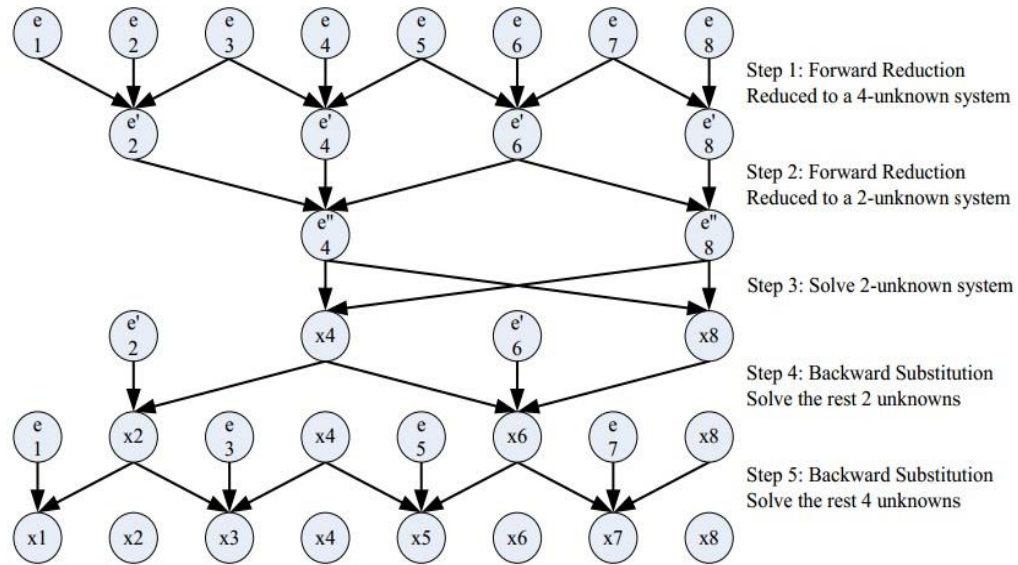 e e e e e e e e
1 2 3 4 5 6 7 8
Step 1: Forward Reduction
Reduced to a 4-unknown system
e' e' e' e'
2 4 6 8
Step 2: Forward Reduction
Reduced to a 2-unknown system
e" e"
4 8
Step 3: Solve 2-unknown system
e' e'
2 x4 6 x8
Step 4: Backward Substitution
Solve the rest 2 unknowns
e e e e
1 x2 3 x4 5 x6 7 x8
Step 5: Backward Substitution
Solve the rest 4 unknowns
x1 x2 x3 x4 x5 x6 x7 x8